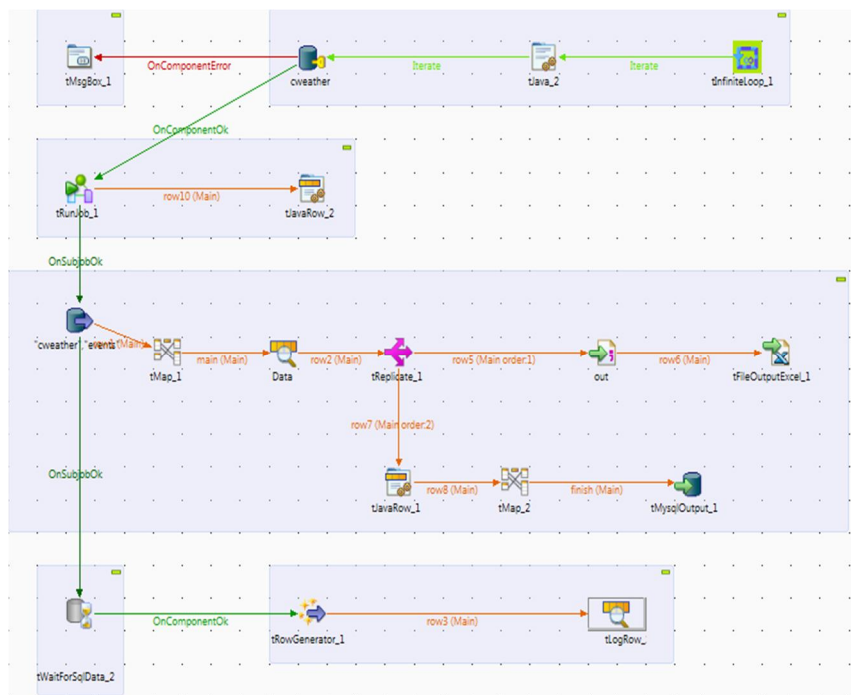 OnComponentError
Iterate
Iterate
tMsgBox_1
cweather
tJava_2
tInfiniteLoop_1
OnComponentOk
row10 (Main)
tRunJob_1
tJavaRow_2
OnSubjobOk
"cweather"."events
(Main)
main (Main)
row2 (Main)
row5 (Main order:1)
row6 (Main)
tMap_1
Data
tReplicate_1
out
tFileOutputExcel_1
row7 (Main order:2)
OnSubjobOk
row8 (Main)
finish (Main)
tJavaRow_1
tMap_2
tMysqlOutput_1
OnComponentOk
row3 (Main)
tRowGenerator_1
tLogRow_
tWaitForSqlData_2